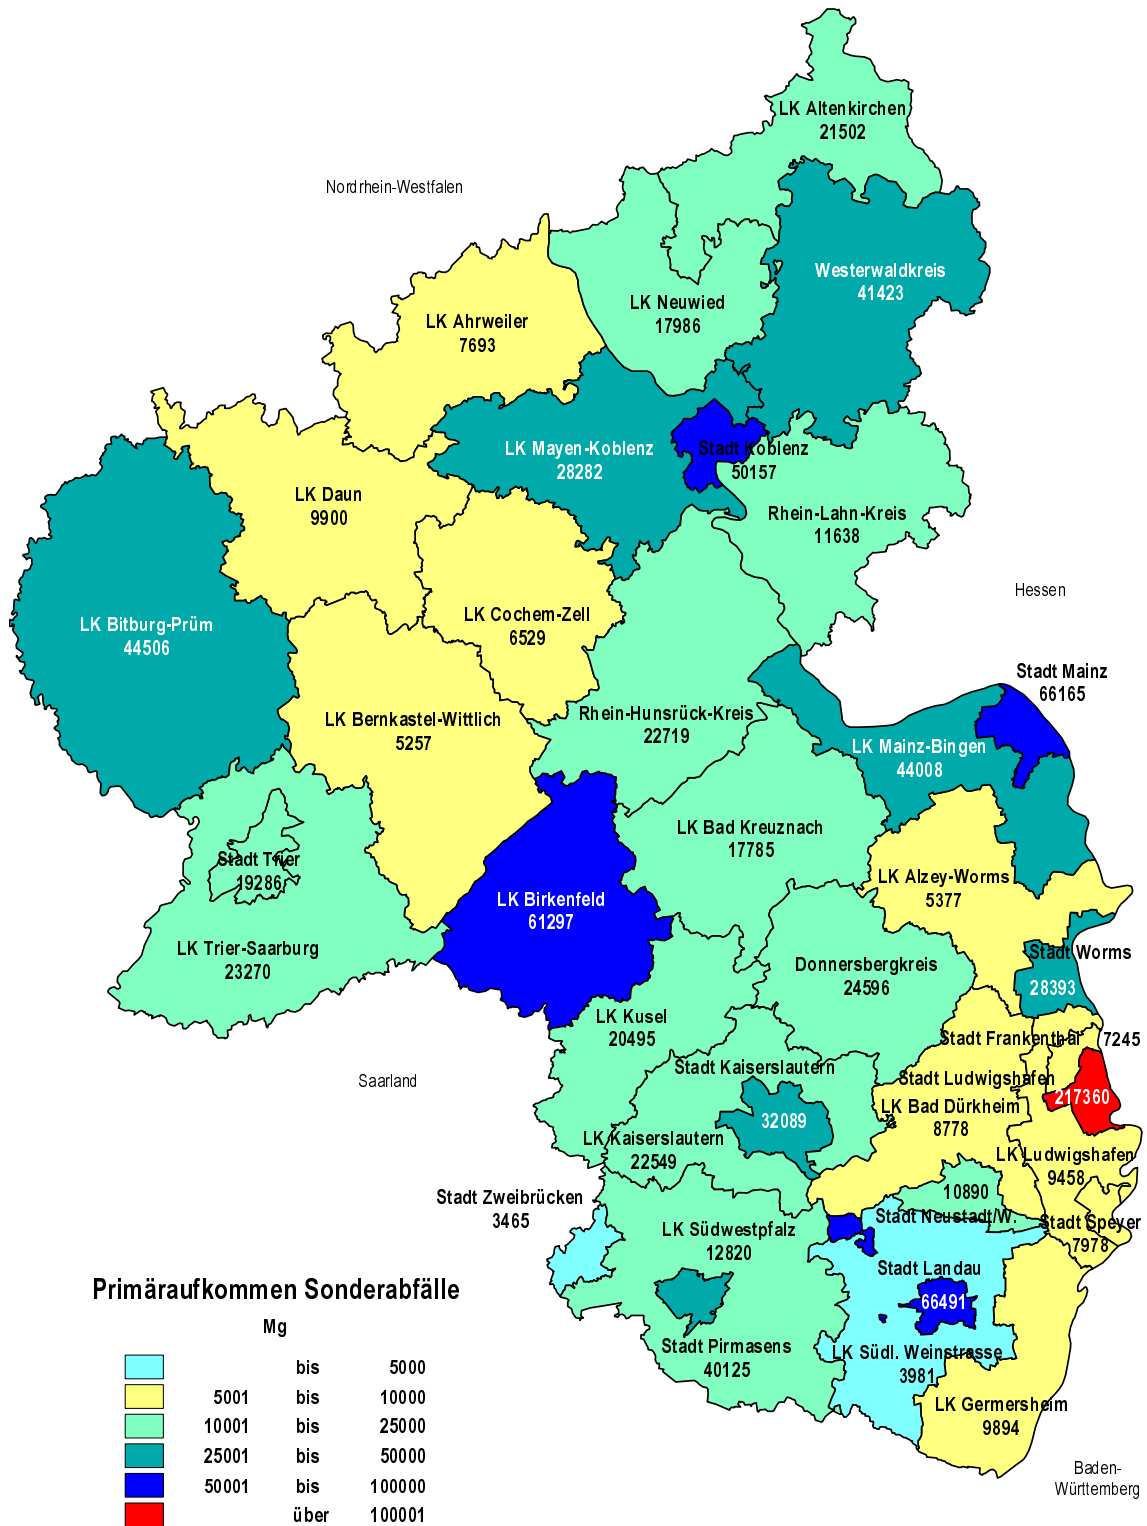 LK Altenkirchen
21502
Nordrhein-Westfalen
Westerwaldkreis
41423
LK Neuwied
17986
LK Ahrweiler
7693
LK Mayen-Koblenz
28282
Stadt Koblenz
50157
LK Daun
9900
Rhein-Lahn-Kreis
11638
Hessen
LK Cochem-Zell
6529
LK Bitburg-Prüm
44506
Stadt Mainz
66165
LK Bernkastel-Wittlich
5257
Rhein-Hunsrück-Kreis
22719
LK Mainz-Bingen
44008
LK Bad Kreuznach
17785
Stadt Trier
19286
LK Alzey-Worms
5377
LK Birkenfeld
61297
LK Trier-Saarburg
23270
Donnersbergkreis
24596
Stadt Worms
28393
LK Kusel
20495
Stadt Frankenthal
7245
Saarland
Stadt Kaiserslautern
32089
Stadt Ludwigshafen
217360
LK Bad Dürkheim
8778
LK Kaiserslautern
22549
LK Ludwigshafen
9458
Stadt Zweibrücken
3465
10890
Stadt Neustadt/W.
LK Südwestpfalz
12820
Stadt Speyer
7978
Stadt Landau
66491
Stadt Pirmasens
40125
LK Südl. Weinstrasse
3981
LK Germersheim
9894
Baden-
Württemberg
Primäraufkommen Sonderabfälle
Mg
bis 5000
5001 bis 10000
10001 bis 25000
25001 bis 50000
50001 bis 100000
über 100001